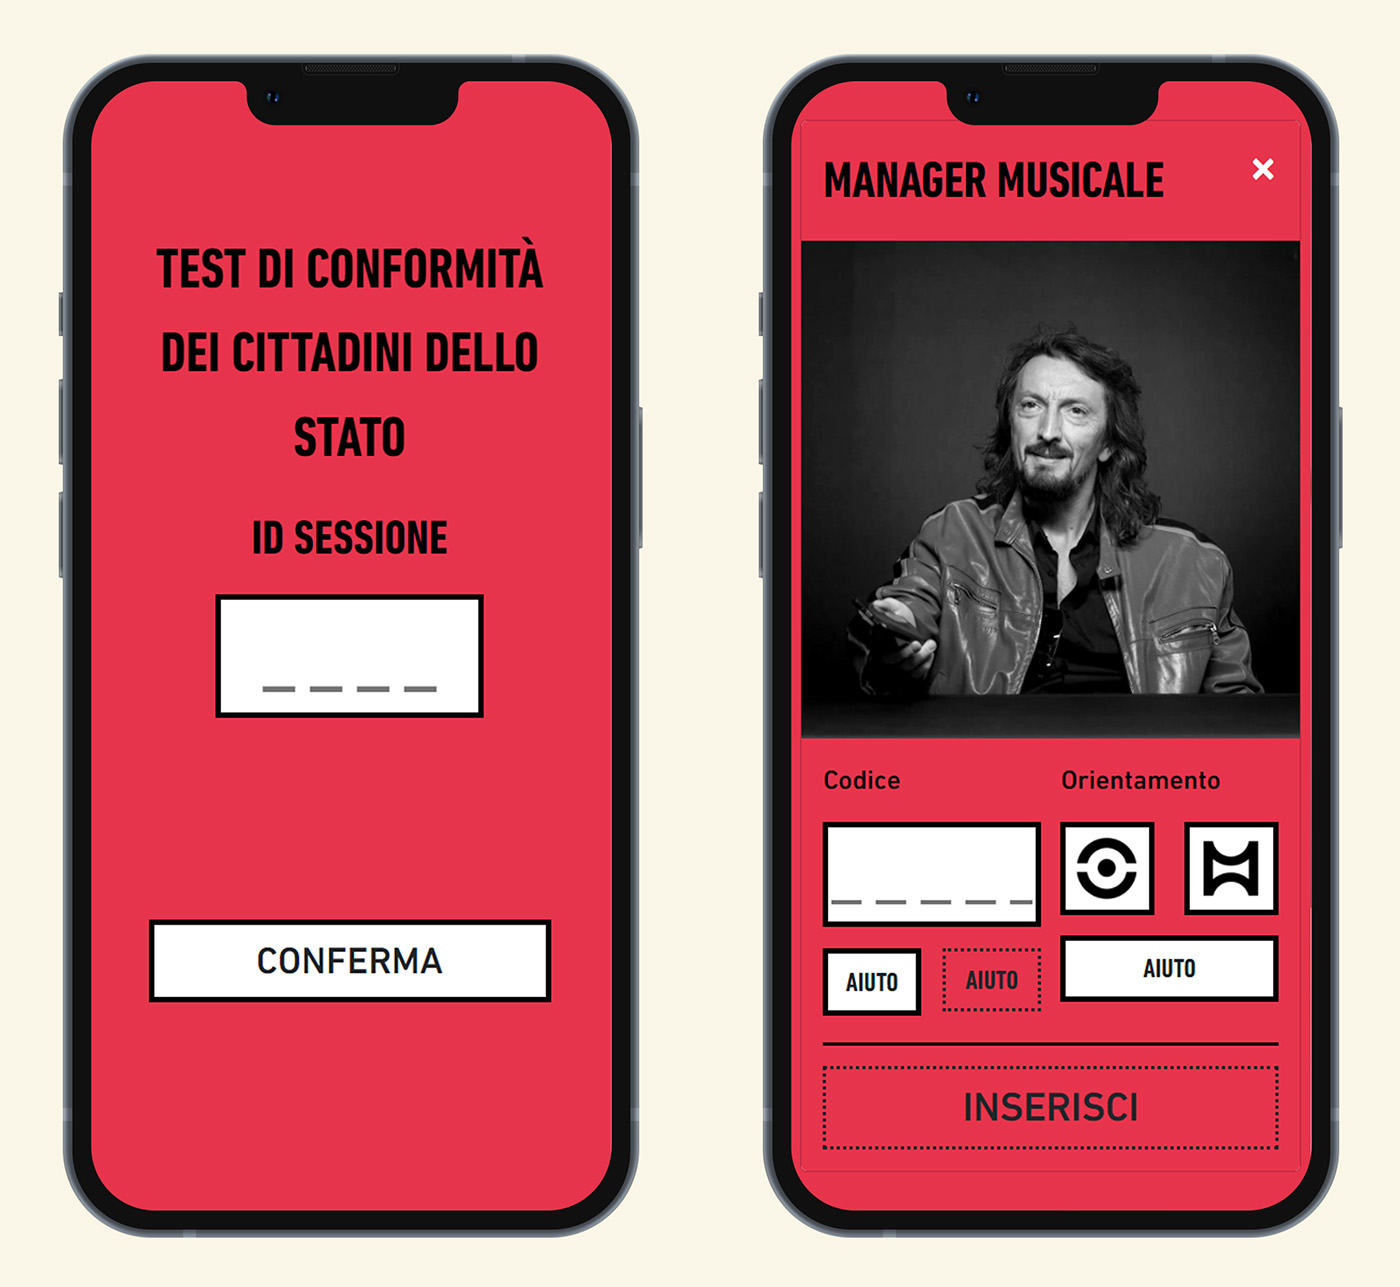 TEST DI CONFORMITÀ
DEI CITTADINI DELLO
STATO
ID SESSIONE
CONFERMA
MANAGER MUSICALE
Codice
Orientamento
AIUTO
AIUTO
AIUTO
INSERISCI